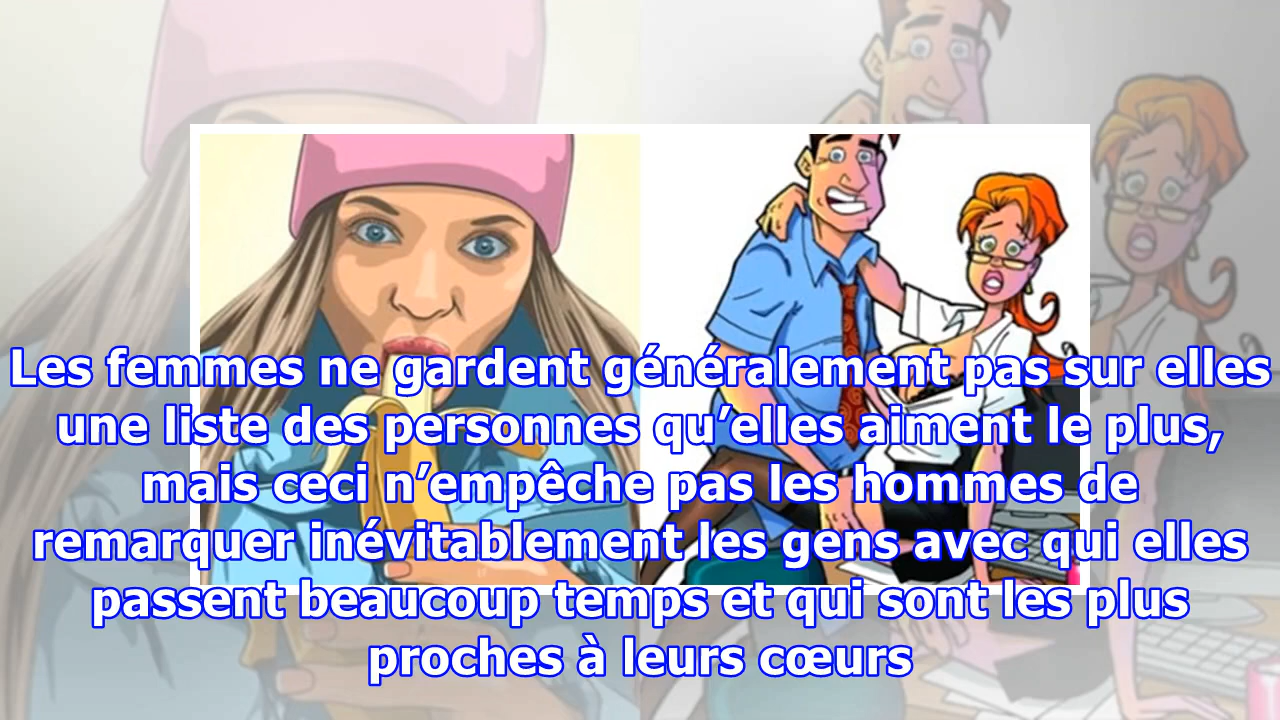 Les femmes ne gardent généralement pas sur elles
une liste des personnes qu’elles aiment le plus,
mais ceci n’empêche pas les hommes de
remarquer inévitablement les gens avec qui elles
passent beaucoup temps et qui sont les plus
proches à leurs cœurs